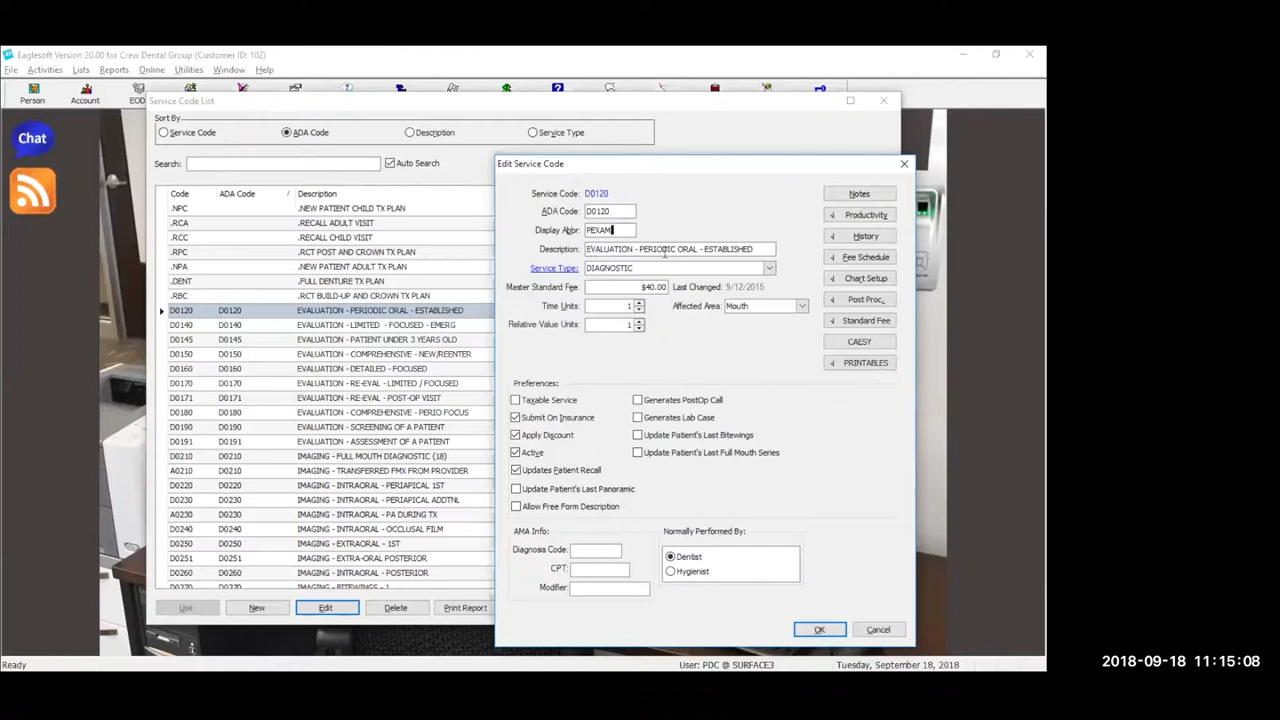 Eaglesoft Version 20.00 for Crew Dental Group (Customer ID: 102)
File Activities Lists Reports Online Utilities Window Help
Person Account EOD
Chat
Service Code List
Sort By
Service Code ADA Code Description Service Type
Search: Auto Search
Code ADA Code / Description
.NPC .NEW PATIENT CHILD TX PLAN
.RCA .RECALL ADULT VISIT
.RCC .RECALL CHILD VISIT
.RPC .RCT POST AND CROWN TX PLAN
.NPA .NEW PATIENT ADULT TX PLAN
.DEN .FULL DENTURE TX PLAN
.RBC .RCT BUILD-UP AND CROWN TX PLAN
D0120 D0120 EVALUATION - PERIODIC ORAL - ESTABLISHED
D0140 D0140 EVALUATION - LIMITED - FOCUSED - EMERG
D0145 D0145 EVALUATION - PATIENT UNDER 3 YEARS OLD
D0150 D0150 EVALUATION - COMPREHENSIVE - NEW/REENTER
D0160 D0160 EVALUATION - DETAILED - FOCUSED
D0170 D0170 EVALUATION - RE-EVAL - LIMITED / FOCUSED
D0171 D0171 EVALUATION - RE-EVAL - POST-OP VISIT
D0180 D0180 EVALUATION - COMPREHENSIVE - PERIO FOCUS
D0190 D0190 EVALUATION - SCREENING OF A PATIENT
D0191 D0191 EVALUATION - ASSESSMENT OF A PATIENT
D0210 D0210 IMAGING - FULL MOUTH DIAGNOSTIC (18)
A0210 D0210 IMAGING - TRANSFERRED FMX FROM PROVIDER
D0220 D0220 IMAGING - INTRAORAL - PERIAPICAL 1ST
D0230 D0230 IMAGING - INTRAORAL - PERIAPICAL ADDTNL
A0230 D0230 IMAGING - INTRAORAL - PA DURING TX
D0240 D0240 IMAGING - INTRAORAL - OCCLUSAL FILM
D0250 D0250 IMAGING - EXTRA-ORAL - 1ST
D0251 D0251 IMAGING - EXTRAORAL POSTERIOR
D0260 D0260 IMAGING - INTRAORAL - POSTERIOR
D0270 D0270 IMAGING - BITEWINGS - 1
Use New Edit Delete Print Report
Edit Service Code
Service Code: D0120
ADA Code: D0120
Display Abbr: PEXAM
Description: EVALUATION - PERIODIC ORAL - ESTABLISHED
Service Type: DIAGNOSTIC
Master Standard Fee: $40.00 Last Changed: 9/12/2015
Time Units: 1 Affected Area: Mouth
Relative Value Units: 1
Notes
Productivity
History
Fee Schedule
Chart Setup
Post Proc.
Standard Fee
CAESY
PRINTABLES
Preferences:
Taxable Service Generates PostOp Call
Submit On Insurance Generates Lab Case
Apply Discount Update Patient's Last Bitewings
Active Update Patient's Last Full Mouth Series
Updates Patient Recall
Update Patient's Last Panoramic
Allow Free Form Description
AMA Info: Normally Performed By:
Diagnosis Code: Dentist
CPT: Hygienist
Modifier:
OK Cancel
Ready User: PDC @ SURFACE3 Tuesday, September 18, 2018
2018-09-18 11:15:08